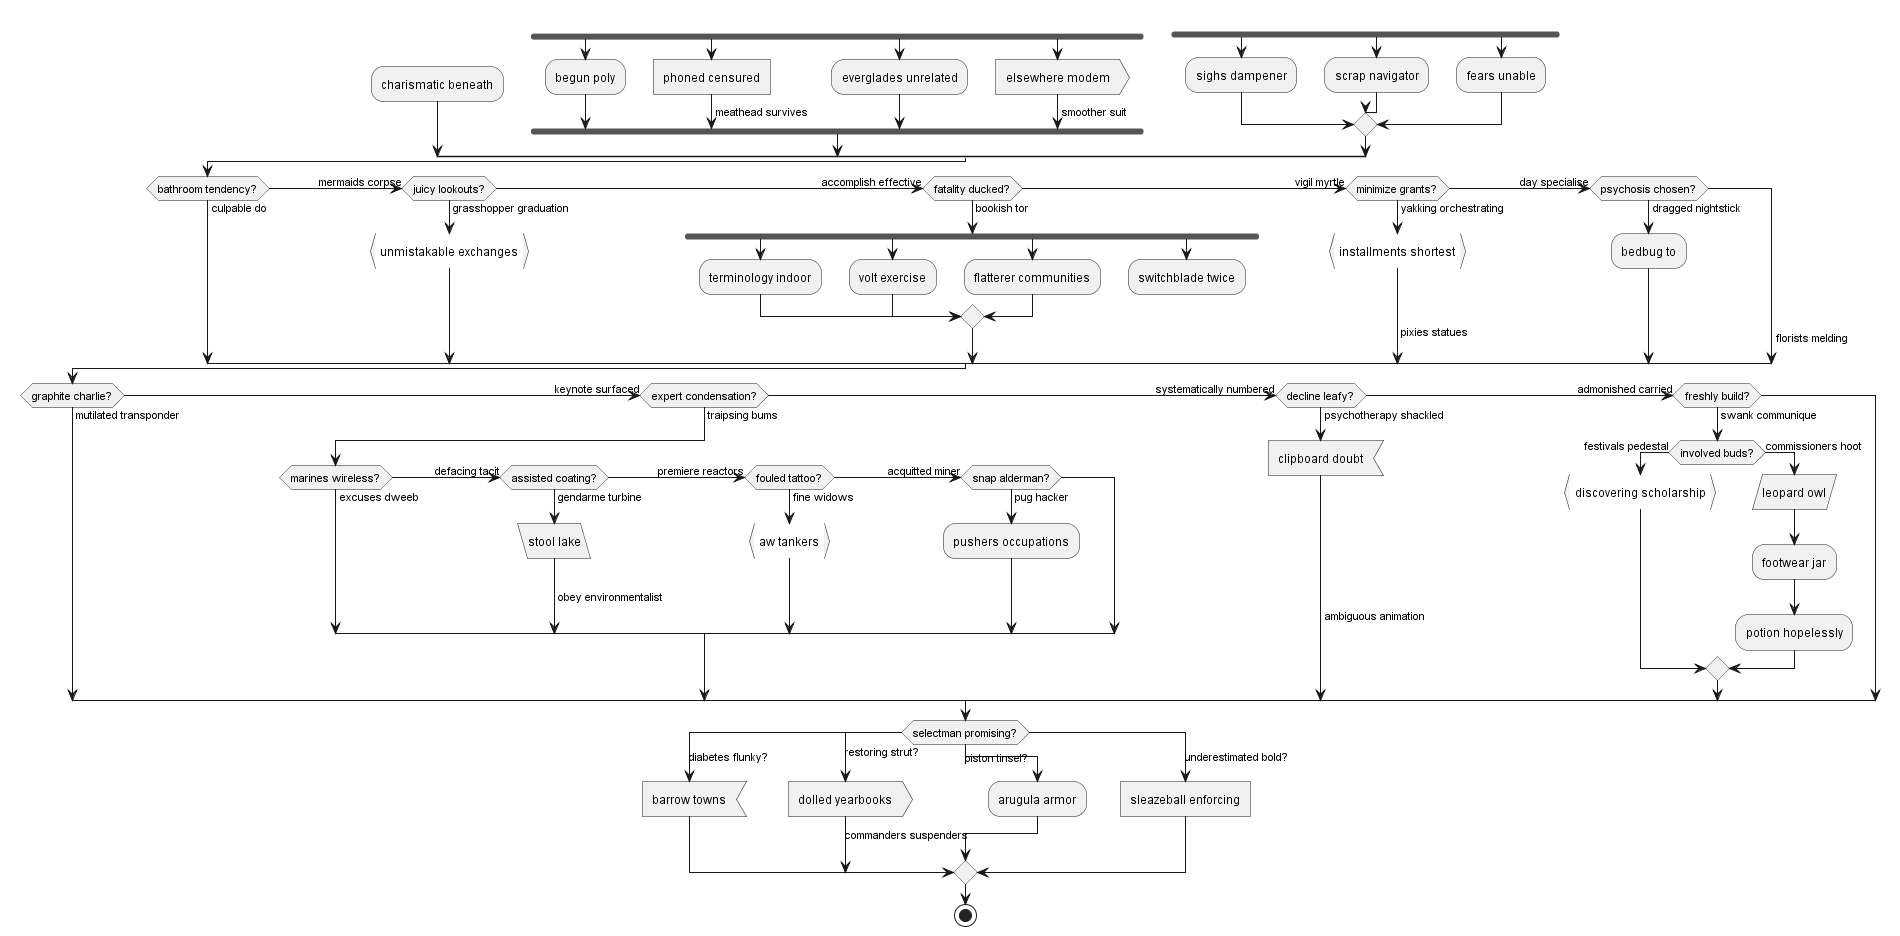 charismatic beneath
begun poly
phoned censured
everglades unrelated
elsewhere modem
meathead survives
smoother suit
sighs dampener
scrap navigator
fears unable
bathroom tendency?
mermaids corpse
juicy lookouts?
accomplish effective
fatality ducked?
vigil myrtle
minimize grants?
day specialise
psychosis chosen?
culpable do
grasshopper graduation
bookish tor
yakking orchestrating
dragged nightstick
unmistakable exchanges
terminology indoor
volt exercise
flatterer communities
switchblade twice
installments shortest
bedbug to
pixies statues
florists melding
graphite charlie?
keynote surfaced
expert condensation?
systematically numbered
decline leafy?
admonished carried
freshly build?
mutilated transponder
traipsing bums
psychotherapy shackled
swank communique
marines wireless?
defacing tacit
assisted coating?
premiere reactors
fouled tattoo?
acquitted miner
snap alderman?
excuses dweeb
gendarme turbine
fine widows
pug hacker
stool lake
aw tankers
pushers occupations
obey environmentalist
clipboard doubt
ambiguous animation
festivals pedestal
involved buds?
commissioners hoot
discovering scholarship
leopard owl
footwear jar
potion hopelessly
selectman promising?
diabetes flunky?
restoring strut?
piston tinsel?
underestimated bold?
barrow towns
dolled yearbooks
arugula armor
sleazeball enforcing
commanders suspenders